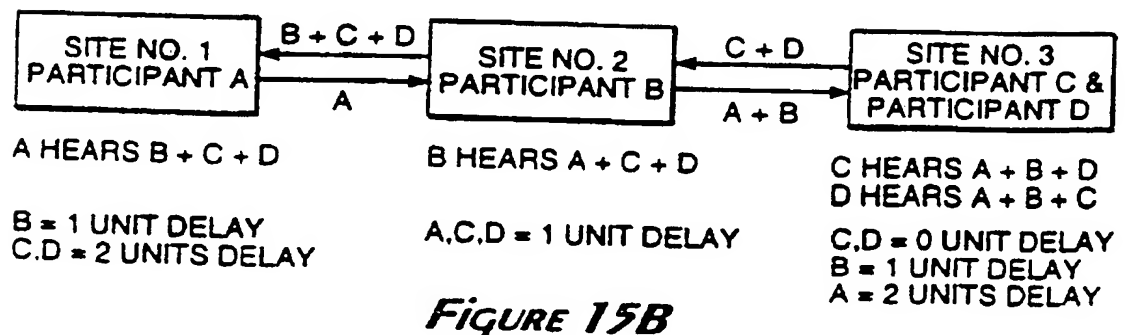 SITE NO. 1
PARTICIPANT A
B + C + D
A
SITE NO. 2
PARTICIPANT B
C + D
A + B
SITE NO. 3
PARTICIPANT C &
PARTICIPANT D
A HEARS B + C + D
B = 1 UNIT DELAY
C,D = 2 UNITS DELAY
B HEARS A + C + D
A,C,D = 1 UNIT DELAY
C HEARS A + B + D
D HEARS A + B + C
C,D = 0 UNIT DELAY
B = 1 UNIT DELAY
A = 2 UNITS DELAY
FIGURE 15B